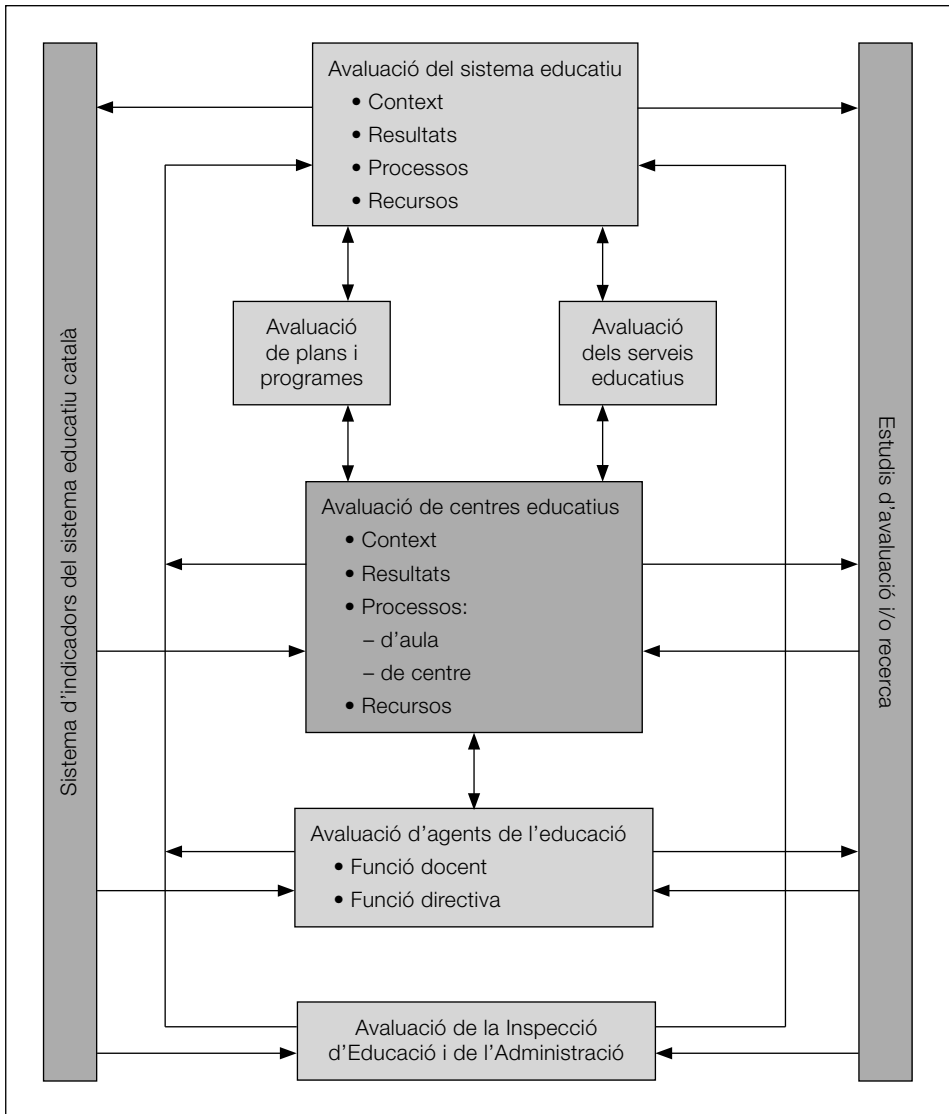 Sistema d’indicadors del sistema educatiu català
Avaluació del sistema educatiu
• Context
• Resultats
• Processos
• Recursos
Avaluació
de plans i
programes
Avaluació
dels serveis
educatius
Avaluació de centres educatius
• Context
• Resultats
• Processos:
– d’aula
– de centre
• Recursos
Avaluació d’agents de l’educació
• Funció docent
• Funció directiva
Avaluació de la Inspecció
d’Educació i de l’Administració
Estudis d’avaluació i/o recerca